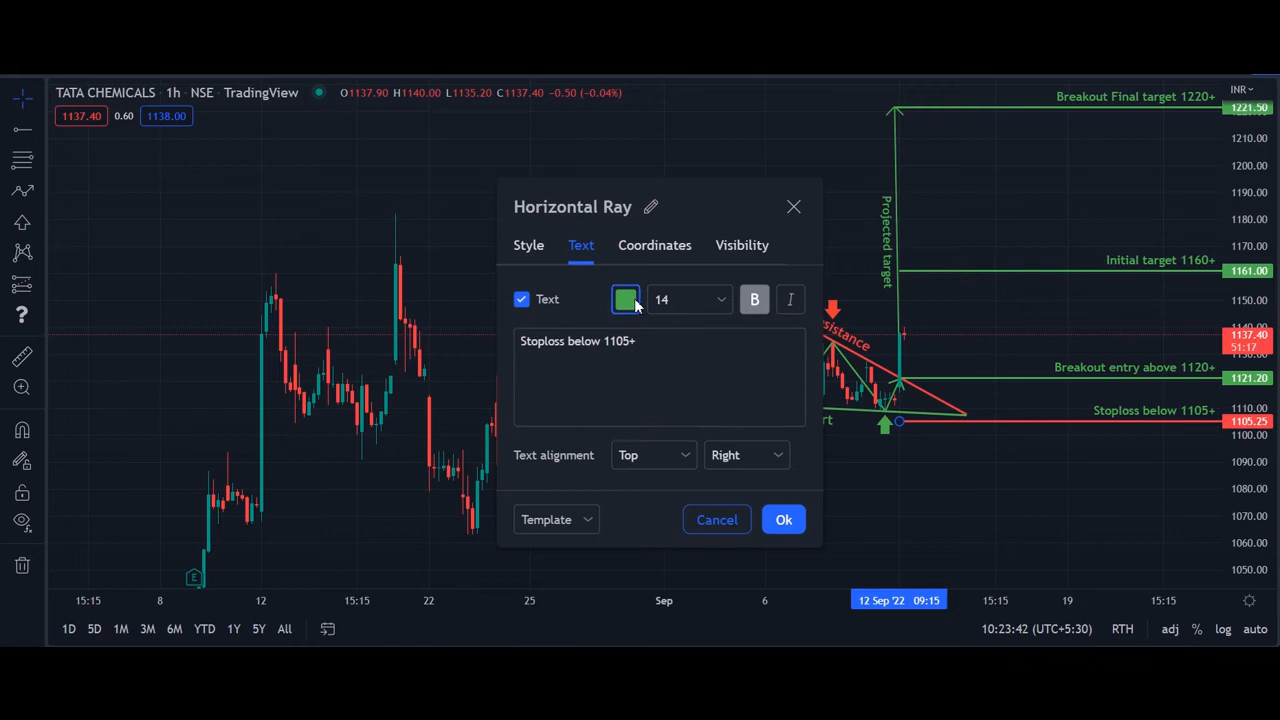 TATA CHEMICALS · 1h · NSE · TradingView O1137.90 H1140.00 L1135.20 C1137.40 -0.50 (-0.04%)
1137.40 0.60 1138.00
INR
Breakout Final target 1220+
1221.50
1210.00
1200.00
1190.00
1180.00
1170.00
Projected target
Initial target 1160+
1161.00
1150.00
1137.40
51:17
Breakout entry above 1120+
1121.20
1110.00
Stoploss below 1105+
1105.25
1100.00
1090.00
1080.00
1070.00
1060.00
1050.00
Horizontal Ray
Style Text Coordinates Visibility
Text 14 B I
Stoploss below 1105+
Text alignment Top Right
Template Cancel Ok
E
15:15 8 12 15:15 22 25 Sep 6 12 Sep '22 09:15 15:15 19 15:15
1D 5D 1M 3M 6M YTD 1Y 5Y All 10:23:42 (UTC+5:30) RTH adj % log auto